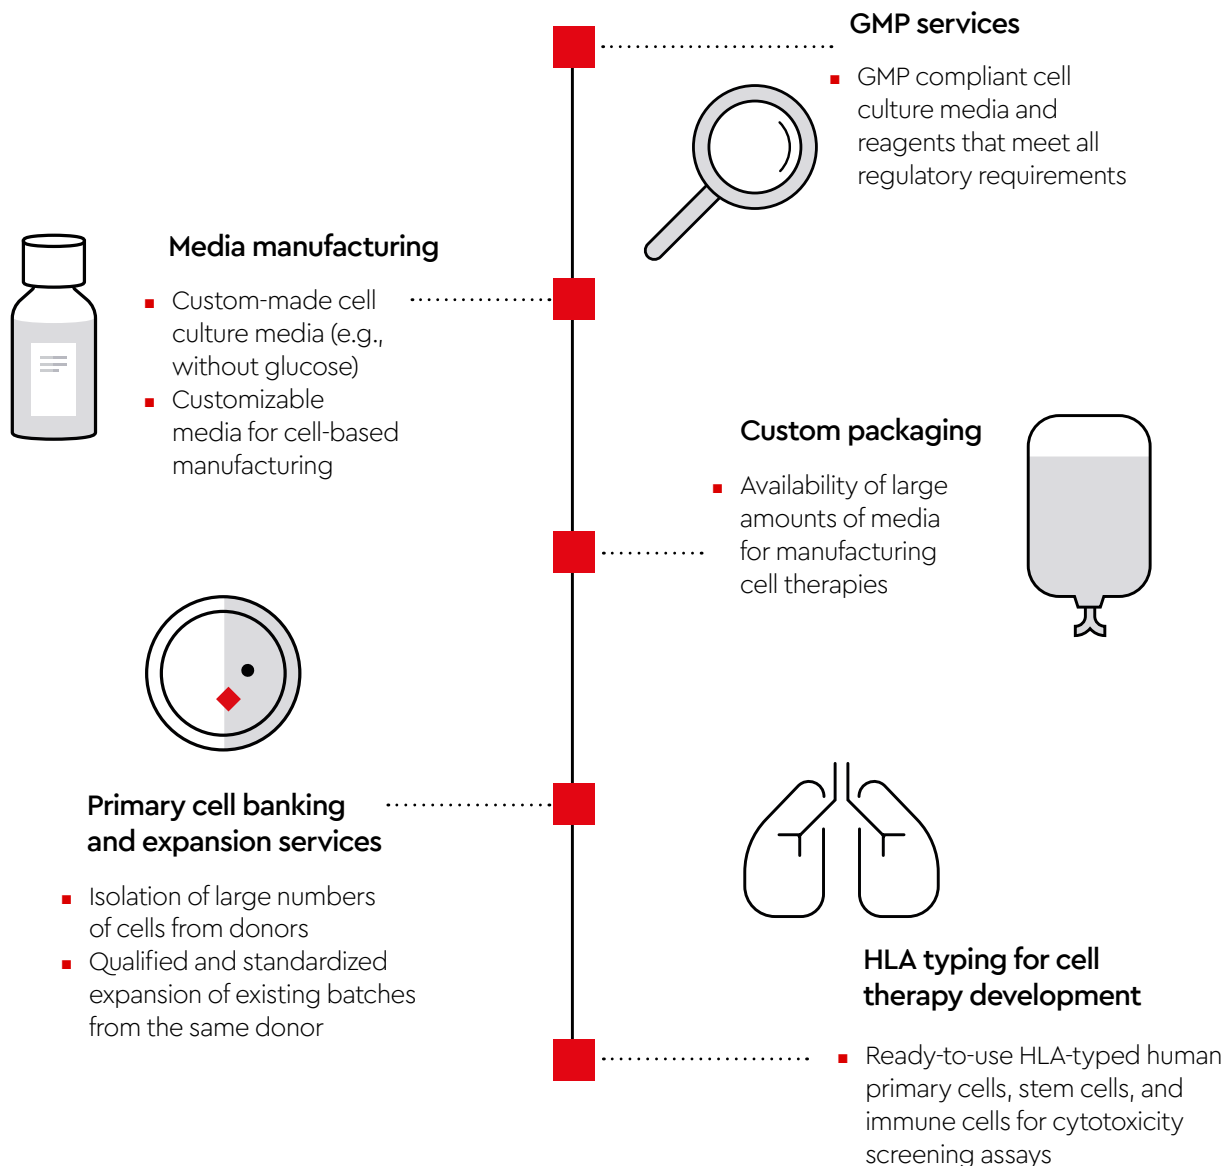 GMP services
GMP compliant cell
culture media and
reagents that meet all
regulatory requirements
Media manufacturing
Custom-made cell
culture media (e.g.,
without glucose)
Customizable
media for cell-based
manufacturing
Custom packaging
Availability of large
amounts of media
for manufacturing
cell therapies
Primary cell banking
and expansion services
Isolation of large numbers
of cells from donors
Qualified and standardized
expansion of existing batches
from the same donor
HLA typing for cell
therapy development
Ready-to-use HLA-typed human
primary cells, stem cells, and
immune cells for cytotoxicity
screening assays